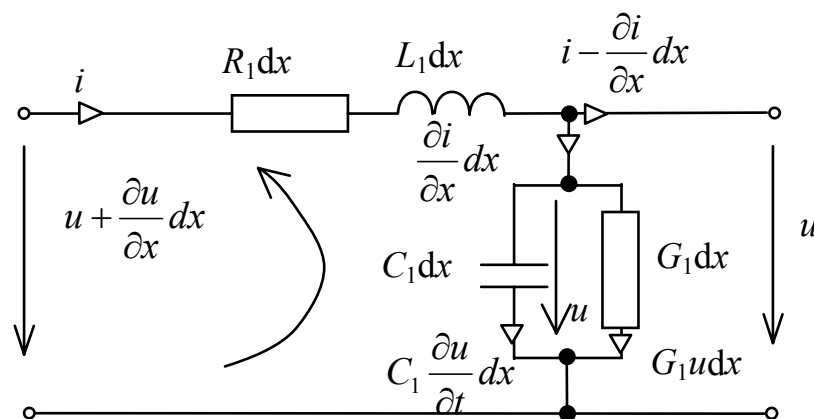 i
R₁dx
L₁dx
i − ∂i/∂x dx
∂i/∂x dx
u + ∂u/∂x dx
u
C₁dx
u
G₁dx
C₁ ∂u/∂t dx
G₁udx